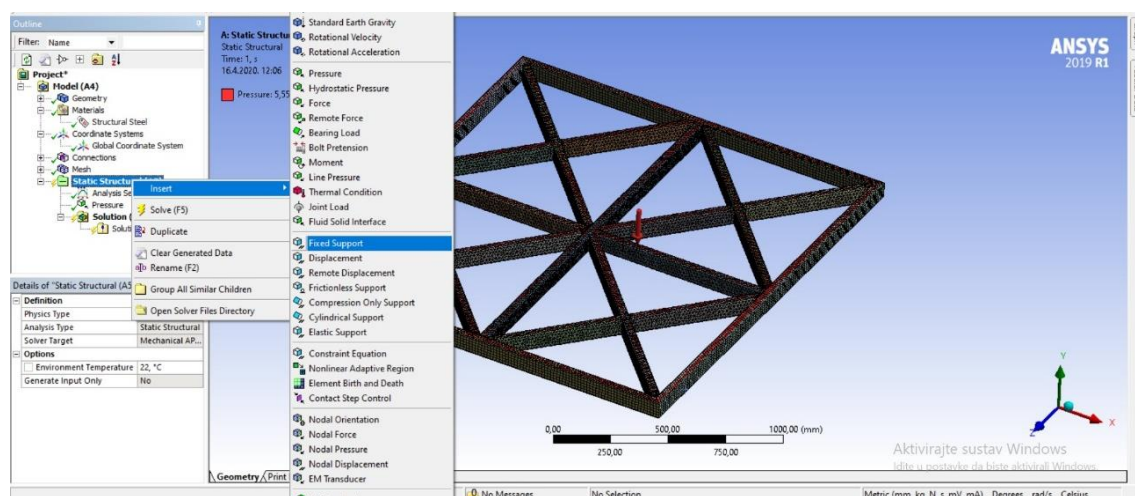 Outline
Filter: Name
Project*
Model (A4)
Geometry
Materials
Structural Steel
Coordinate Systems
Global Coordinate System
Connections
Mesh
Static Structural
Analysis Se
Pressure
Solution (
Solut
Insert
Solve (F5)
Duplicate
Clear Generated Data
Rename (F2)
Group All Similar Children
Open Solver Files Directory
Details of "Static Structural (A5
Definition
Physics Type
Analysis Type Static Structural
Solver Target Mechanical AP...
Options
Environment Temperature 22, °C
Generate Input Only No
A: Static Structu
Static Structural
Time: 1, s
16.4.2020. 12:06
Pressure: 5,55
Standard Earth Gravity
Rotational Velocity
Rotational Acceleration
Pressure
Hydrostatic Pressure
Force
Remote Force
Bearing Load
Bolt Pretension
Moment
Line Pressure
Thermal Condition
Joint Load
Fluid Solid Interface
Fixed Support
Displacement
Remote Displacement
Frictionless Support
Compression Only Support
Cylindrical Support
Elastic Support
Constraint Equation
Nonlinear Adaptive Region
Element Birth and Death
Contact Step Control
Nodal Orientation
Nodal Force
Nodal Pressure
Nodal Displacement
EM Transducer
ANSYS
2019 R1
Y
X
Z
0,00 500,00 1000,00 (mm)
250,00 750,00
Aktivirajte sustav Windows
Idite u postavke da biste aktivirali Windows.
Geometry Print
No Messages No Selection Metric (mm, kg, N, s, mV, mA) Degrees rad/s Celsius